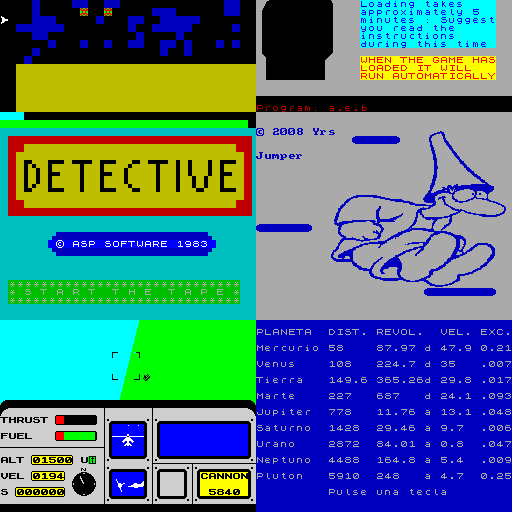 Loading takes
approximately 5
minutes : Suggest
you read the
instructions
during this time
WHEN THE GAME HAS
LOADED IT WILL
RUN AUTOMATICALLY
Program: a.e.b
DETECTIVE
© ASP SOFTWARE 1983
START THE TAPE
© 2008 Yrs
Jumper
THRUST
FUEL
ALT 01500 U
VEL 0194
S 000000
CANNON
5840
PLANETA DIST. REVOL. VEL. EXC.
Mercurio 58 87.97 d 47.9 0.21
Venus 108 224.7 d 35 .007
Tierra 149.6 365.26d 29.8 .017
Marte 227 687 d 24.1 .093
Jupiter 778 11.76 a 13.1 .048
Saturno 1428 29.46 a 9.7 .006
Urano 2872 84.01 a 0.8 .047
Neptuno 4488 164.8 a 5.4 .009
Pluton 5910 248 a 4.7 0.25
Pulse una tecla